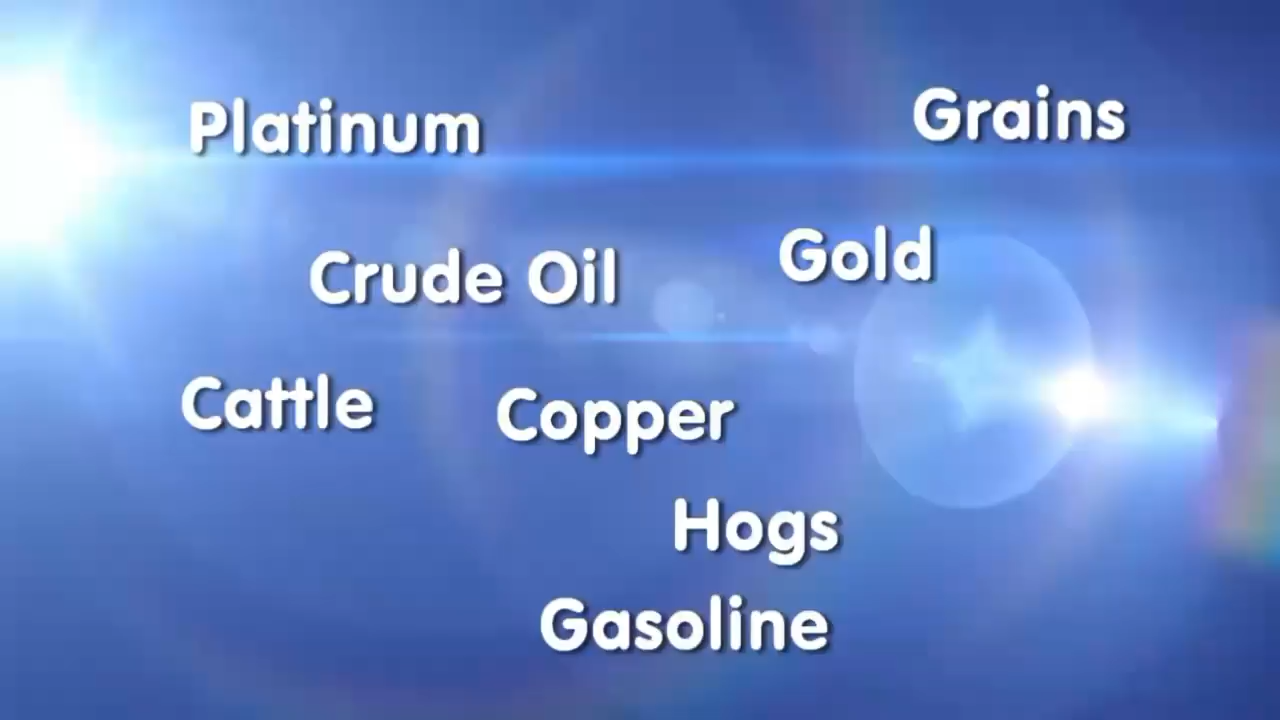 Platinum
Grains
Crude Oil
Gold
Cattle
Copper
Hogs
Gasoline